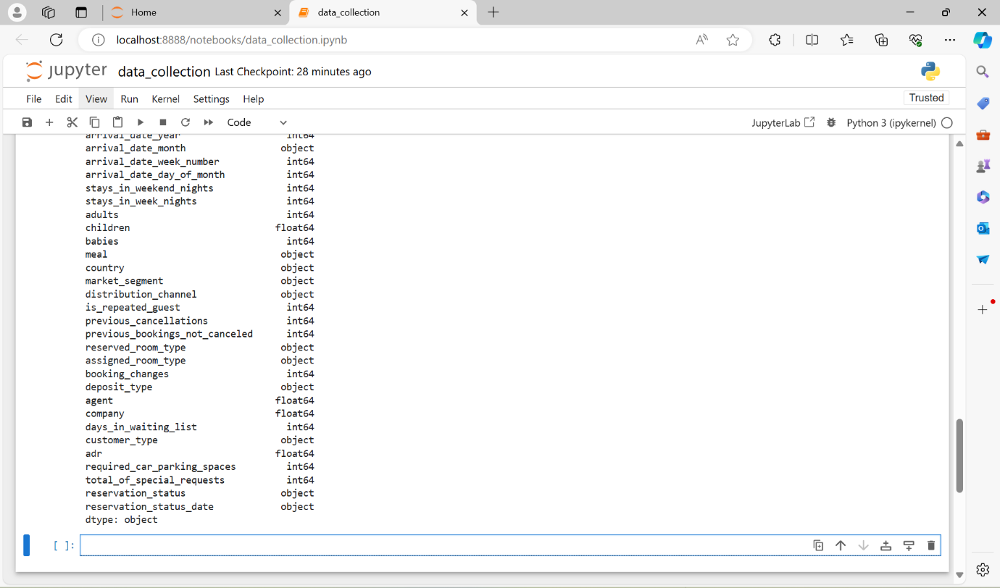 Home
data_collection
localhost:8888/notebooks/data_collection.ipynb
jupyter data_collection Last Checkpoint: 28 minutes ago
File Edit View Run Kernel Settings Help
Trusted
Code
JupyterLab
Python 3 (ipykernel)
arrival_date_year int64
arrival_date_month object
arrival_date_week_number int64
arrival_date_day_of_month int64
stays_in_weekend_nights int64
stays_in_week_nights int64
adults int64
children float64
babies int64
meal object
country object
market_segment object
distribution_channel object
is_repeated_guest int64
previous_cancellations int64
previous_bookings_not_canceled int64
reserved_room_type object
assigned_room_type object
booking_changes int64
deposit_type object
agent float64
company float64
days_in_waiting_list int64
customer_type object
adr float64
required_car_parking_spaces int64
total_of_special_requests int64
reservation_status object
reservation_status_date object
dtype: object
[ ]: